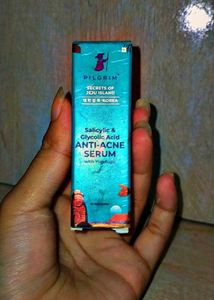 PILGRIM
SECRETS OF
JEJU ISLAND
Salicylic &
Glycolic Acid
ANTI-ACNE
SERUM